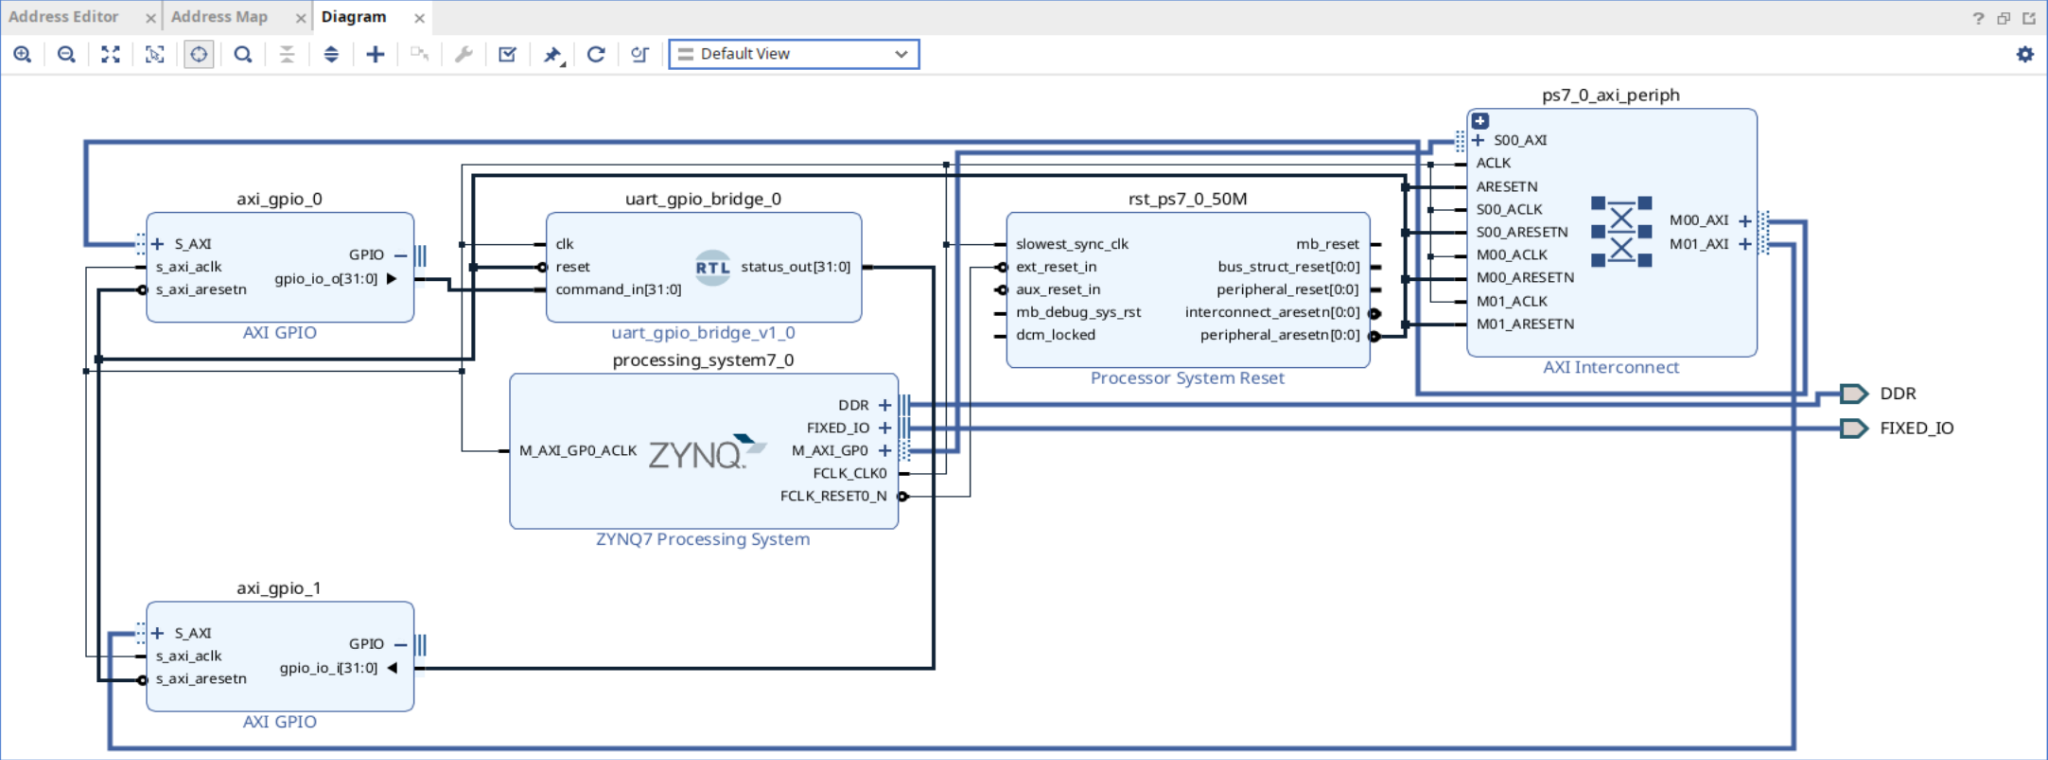 Address Editor
Address Map
Diagram
Default View
ps7_0_axi_periph
S00_AXI
ACLK
ARESETN
S00_ACLK
S00_ARESETN
M00_ACLK
M00_ARESETN
M01_ACLK
M01_ARESETN
M00_AXI
M01_AXI
AXI Interconnect
axi_gpio_0
S_AXI
s_axi_aclk
s_axi_aresetn
GPIO
gpio_io_o[31:0]
AXI GPIO
uart_gpio_bridge_0
clk
reset
command_in[31:0]
RTL
status_out[31:0]
uart_gpio_bridge_v1_0
rst_ps7_0_50M
slowest_sync_clk
ext_reset_in
aux_reset_in
mb_debug_sys_rst
dcm_locked
mb_reset
bus_struct_reset[0:0]
peripheral_reset[0:0]
interconnect_aresetn[0:0]
peripheral_aresetn[0:0]
Processor System Reset
processing_system7_0
M_AXI_GP0_ACLK
ZYNQ.
DDR
FIXED_IO
M_AXI_GP0
FCLK_CLK0
FCLK_RESET0_N
ZYNQ7 Processing System
DDR
FIXED_IO
axi_gpio_1
S_AXI
s_axi_aclk
s_axi_aresetn
GPIO
gpio_io_i[31:0]
AXI GPIO